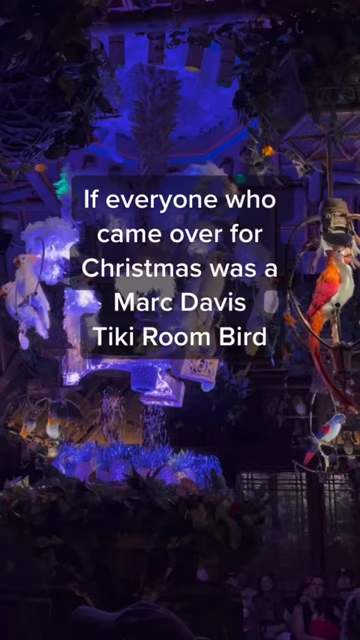 If everyone who
came over for
Christmas was a
Marc Davis
Tiki Room Bird